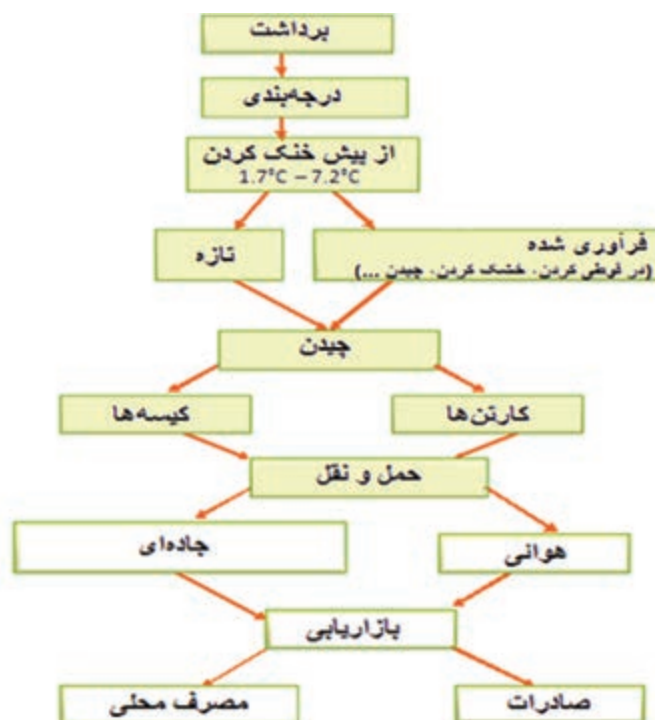 برداشت
درجه‌بندی
از پیش خنک کردن
1.7°C – 7.2°C
فرآوری شده
(در قوطی کردن، خشک کردن، چیدن ...)
تازه
چیدن
کارتن‌ها
کیسه‌ها
حمل و نقل
هوائی
جاده‌ای
بازاریابی
صادرات
مصرف محلی